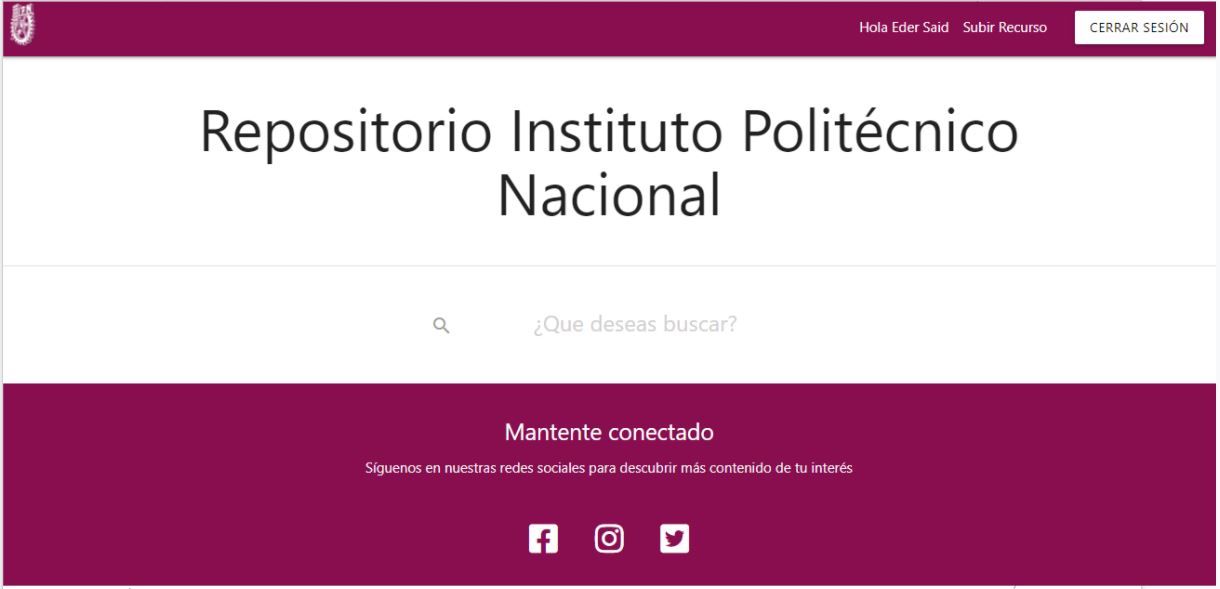 Hola Eder Said Subir Recurso CERRAR SESIÓN
Repositorio Instituto Politécnico
Nacional
¿Que deseas buscar?
Mantente conectado
Síguenos en nuestras redes sociales para descubrir más contenido de tu interés